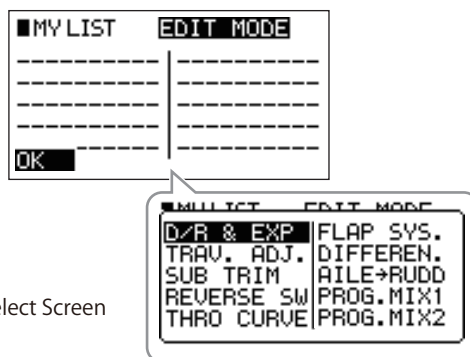 ■MY LIST EDIT MODE
---------- | ----------
---------- | ----------
---------- | ----------
---------- | ----------
OK ------ | ----------
■MY LIST EDIT MODE
D/R & EXP FLAP SYS.
TRAV. ADJ. DIFFEREN.
SUB TRIM AILE→RUDD
REVERSE SW PROG.MIX1
THRO CURVE PROG.MIX2
elect Screen